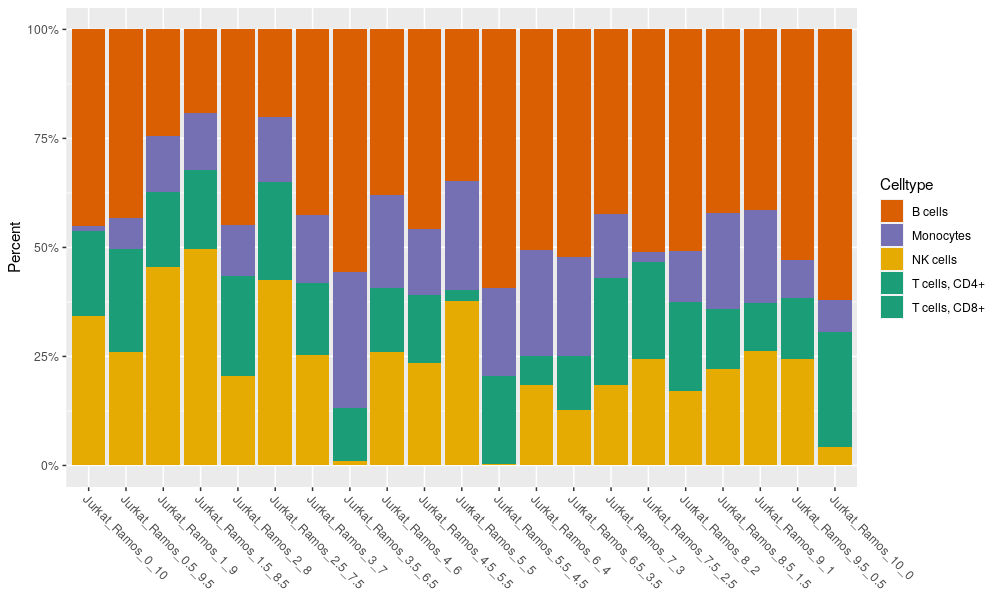 100%
75%
50%
25%
0%
Percent
Jurkat_Ramos_0_10
Jurkat_Ramos_0.5_9.5
Jurkat_Ramos_1_9
Jurkat_Ramos_1.5_8.5
Jurkat_Ramos_2_8
Jurkat_Ramos_2.5_7.5
Jurkat_Ramos_3_7
Jurkat_Ramos_3.5_6.5
Jurkat_Ramos_4_6
Jurkat_Ramos_4.5_5.5
Jurkat_Ramos_5_5
Jurkat_Ramos_5.5_4.5
Jurkat_Ramos_6_4
Jurkat_Ramos_6.5_3.5
Jurkat_Ramos_7_3
Jurkat_Ramos_7.5_2.5
Jurkat_Ramos_8_2
Jurkat_Ramos_8.5_1.5
Jurkat_Ramos_9_1
Jurkat_Ramos_9.5_0.5
Jurkat_Ramos_10_0
Celltype
B cells
Monocytes
NK cells
T cells, CD4+
T cells, CD8+